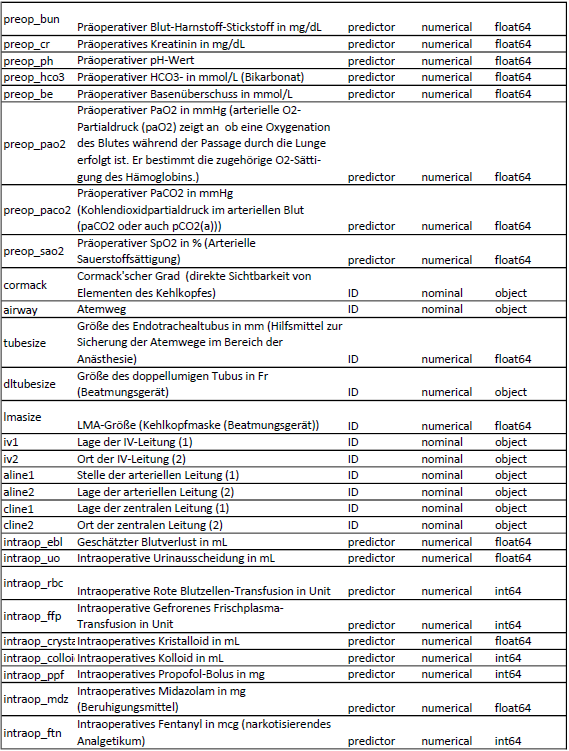 preop_bun Präoperativer Blut-Harnstoff-Stickstoff in mg/dL predictor numerical float64
preop_cr Präoperatives Kreatinin in mg/dL predictor numerical float64
preop_ph Präoperativer pH-Wert predictor numerical float64
preop_hco3 Präoperativer HCO3- in mmol/L (Bikarbonat) predictor numerical float64
preop_be Präoperativer Basenüberschuss in mmol/L predictor numerical float64
Präoperativer PaO2 in mmHg (arterielle O2-
Partialdruck (paO2) zeigt an ob eine Oxygenation
preop_pao2 des Blutes während der Passage durch die Lunge
erfolgt ist. Er bestimmt die zugehörige O2-Sätti-
gung des Hämoglobins.) predictor numerical float64
Präoperativer PaCO2 in mmHg
preop_paco2 (Kohlendioxidpartialdruck im arteriellen Blut
(paCO2 oder auch pCO2(a))) predictor numerical float64
preop_sao2 Präoperativer SpO2 in % (Arterielle
Sauerstoffsättigung) predictor numerical float64
cormack Cormack'scher Grad (direkte Sichtbarkeit von
Elementen des Kehlkopfes) ID nominal object
airway Atemweg ID nominal object
Größe des Endotrachealtubus in mm (Hilfsmittel zur
tubesize Sicherung der Atemwege im Bereich der
Anästhesie) ID numerical float64
dltubesize Größe des doppellumigen Tubus in Fr
(Beatmungsgerät) ID numerical object
lmasize LMA-Größe (Kehlkopfmaske (Beatmungsgerät)) ID numerical float64
iv1 Lage der IV-Leitung (1) ID nominal object
iv2 Ort der IV-Leitung (2) ID nominal object
aline1 Stelle der arteriellen Leitung (1) ID nominal object
aline2 Lage der arteriellen Leitung (2) ID nominal object
cline1 Lage der zentralen Leitung (1) ID nominal object
cline2 Ort der zentralen Leitung (2) ID nominal object
intraop_ebl Geschätzter Blutverlust in mL predictor numerical float64
intraop_uo Intraoperative Urinausscheidung in mL predictor numerical float64
intraop_rbc Intraoperative Rote Blutzellen-Transfusion in Unit predictor numerical int64
intraop_ffp Intraoperative Gefrorenes Frischplasma-
Transfusion in Unit predictor numerical int64
intraop_crysta Intraoperatives Kristalloid in mL predictor numerical float64
intraop_colloi Intraoperatives Kolloid in mL predictor numerical int64
intraop_ppf Intraoperatives Propofol-Bolus in mg predictor numerical int64
intraop_mdz Intraoperatives Midazolam in mg
(Beruhigungsmittel) predictor numerical float64
intraop_ftn Intraoperatives Fentanyl in mcg (narkotisierendes
Analgetikum) predictor numerical int64